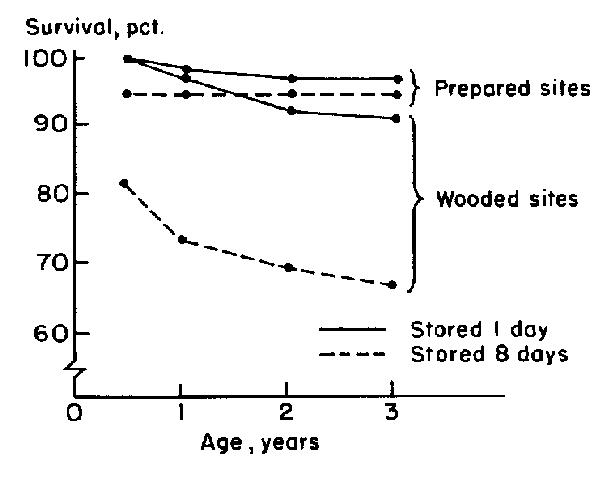 Survival, pct.
100
Prepared sites
90
80
Wooded sites
70
60
Stored 1 day
Stored 8 days
0 1 2 3
Age, years